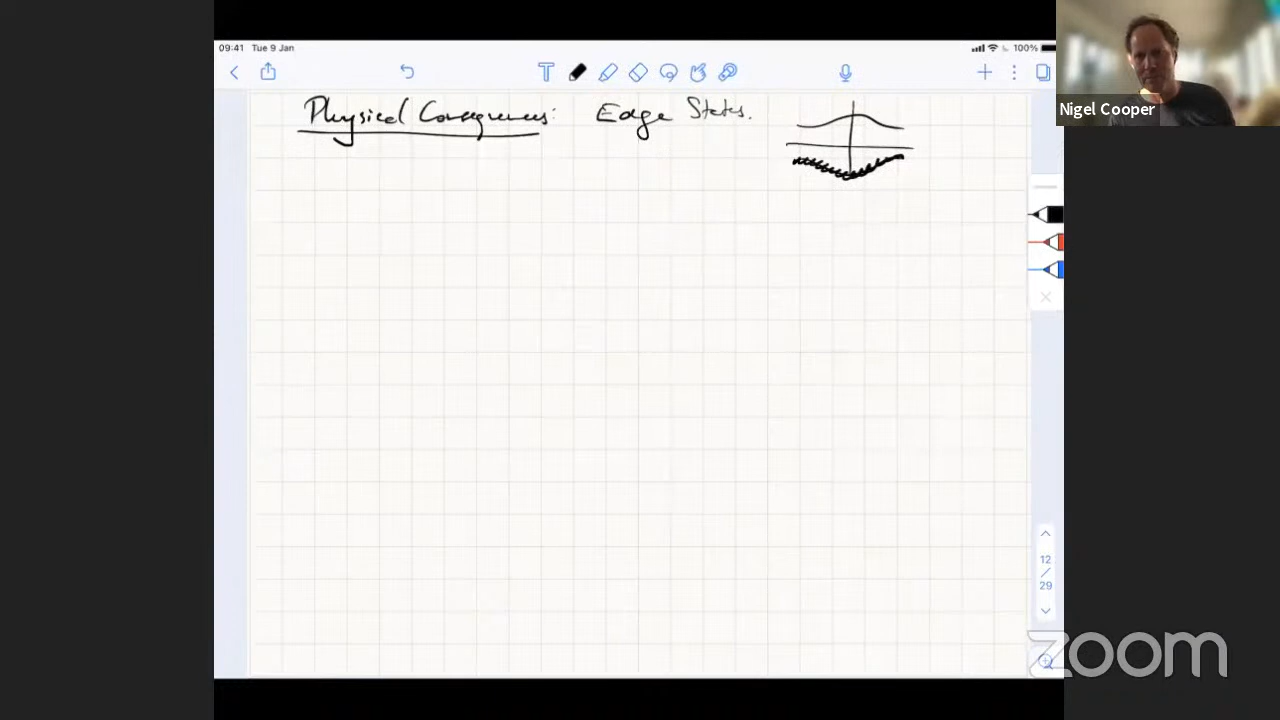 09:41 Tue 9 Jan
100%
Nigel Cooper
Physical Consequences: Edge States.
12
/
29
zoom